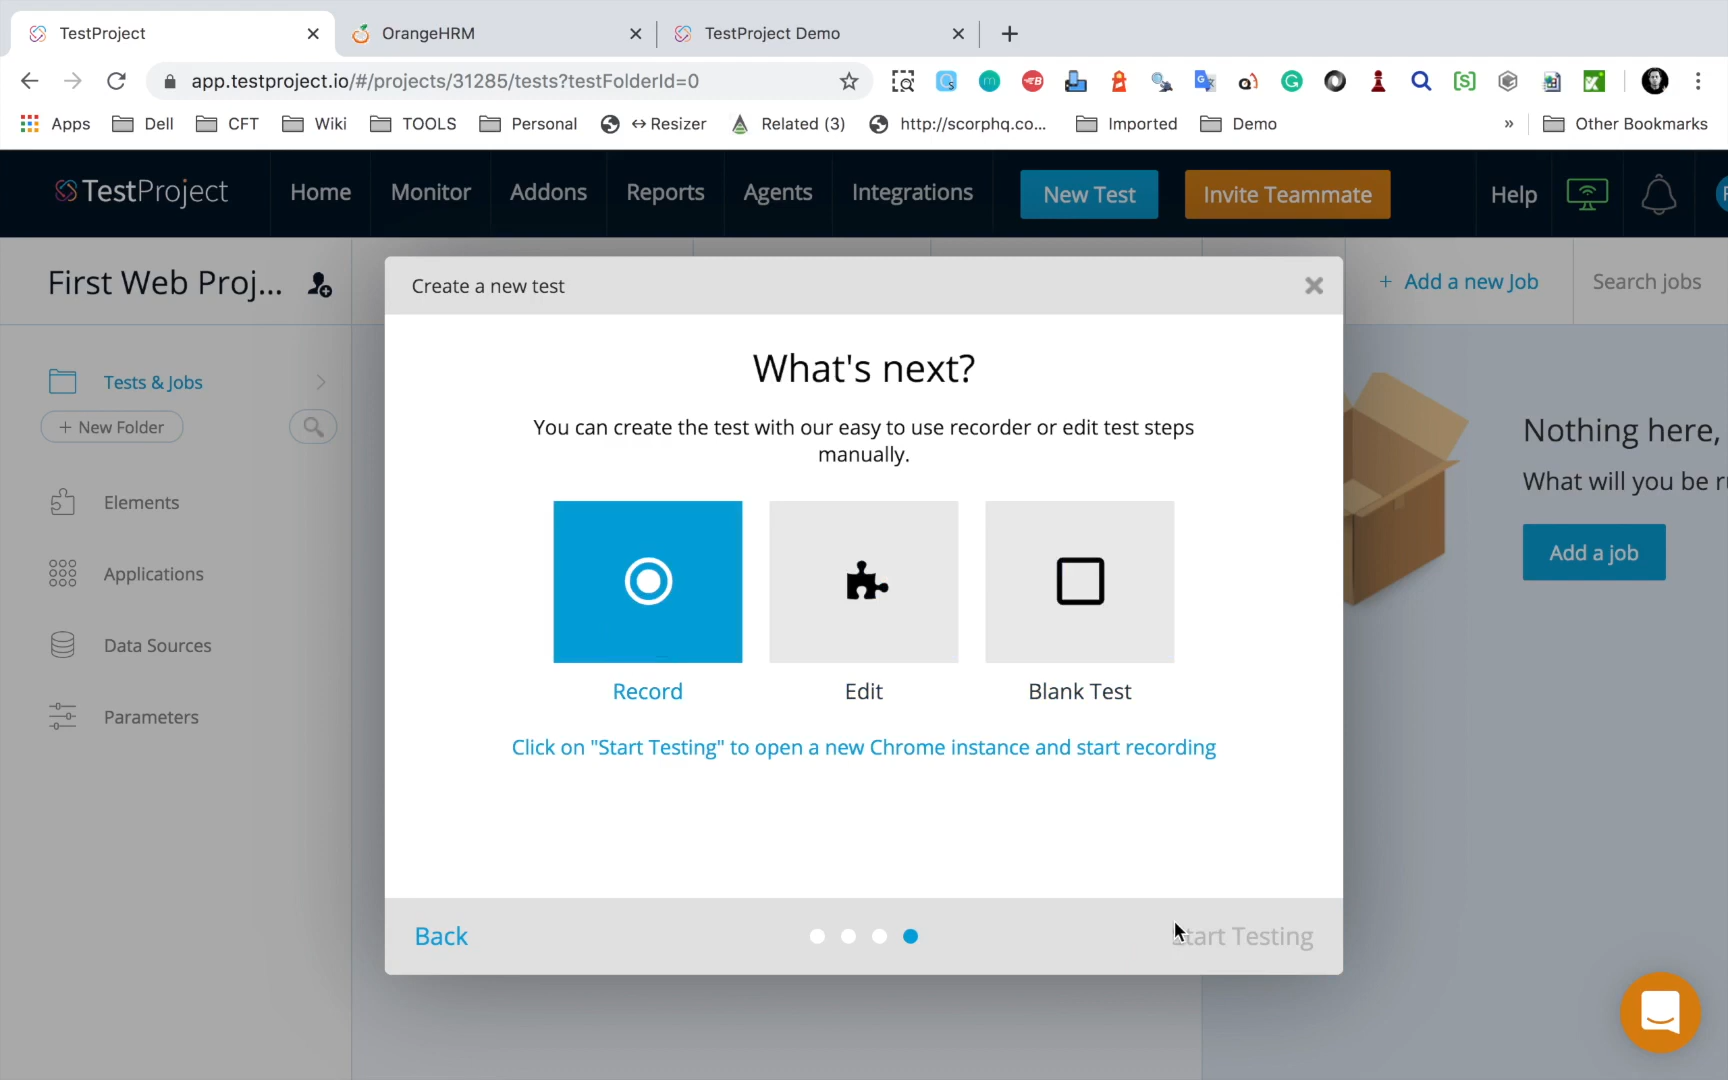 TestProject
OrangeHRM
TestProject Demo
app.testproject.io/#/projects/31285/tests?testFolderId=0
Apps
Dell
CFT
Wiki
TOOLS
Personal
↔Resizer
Related (3)
http://scorphq.co...
Imported
Demo
»
Other Bookmarks
TestProject
Home
Monitor
Addons
Reports
Agents
Integrations
New Test
Invite Teammate
Help
First Web Proj...
Create a new test
+ Add a new Job
Search jobs
What's next?
You can create the test with our easy to use recorder or edit test steps
manually.
Tests & Jobs
+ New Folder
Elements
Applications
Data Sources
Parameters
Nothing here,
What will you be
Add a job
Record
Edit
Blank Test
Click on "Start Testing" to open a new Chrome instance and start recording
Back
Start Testing